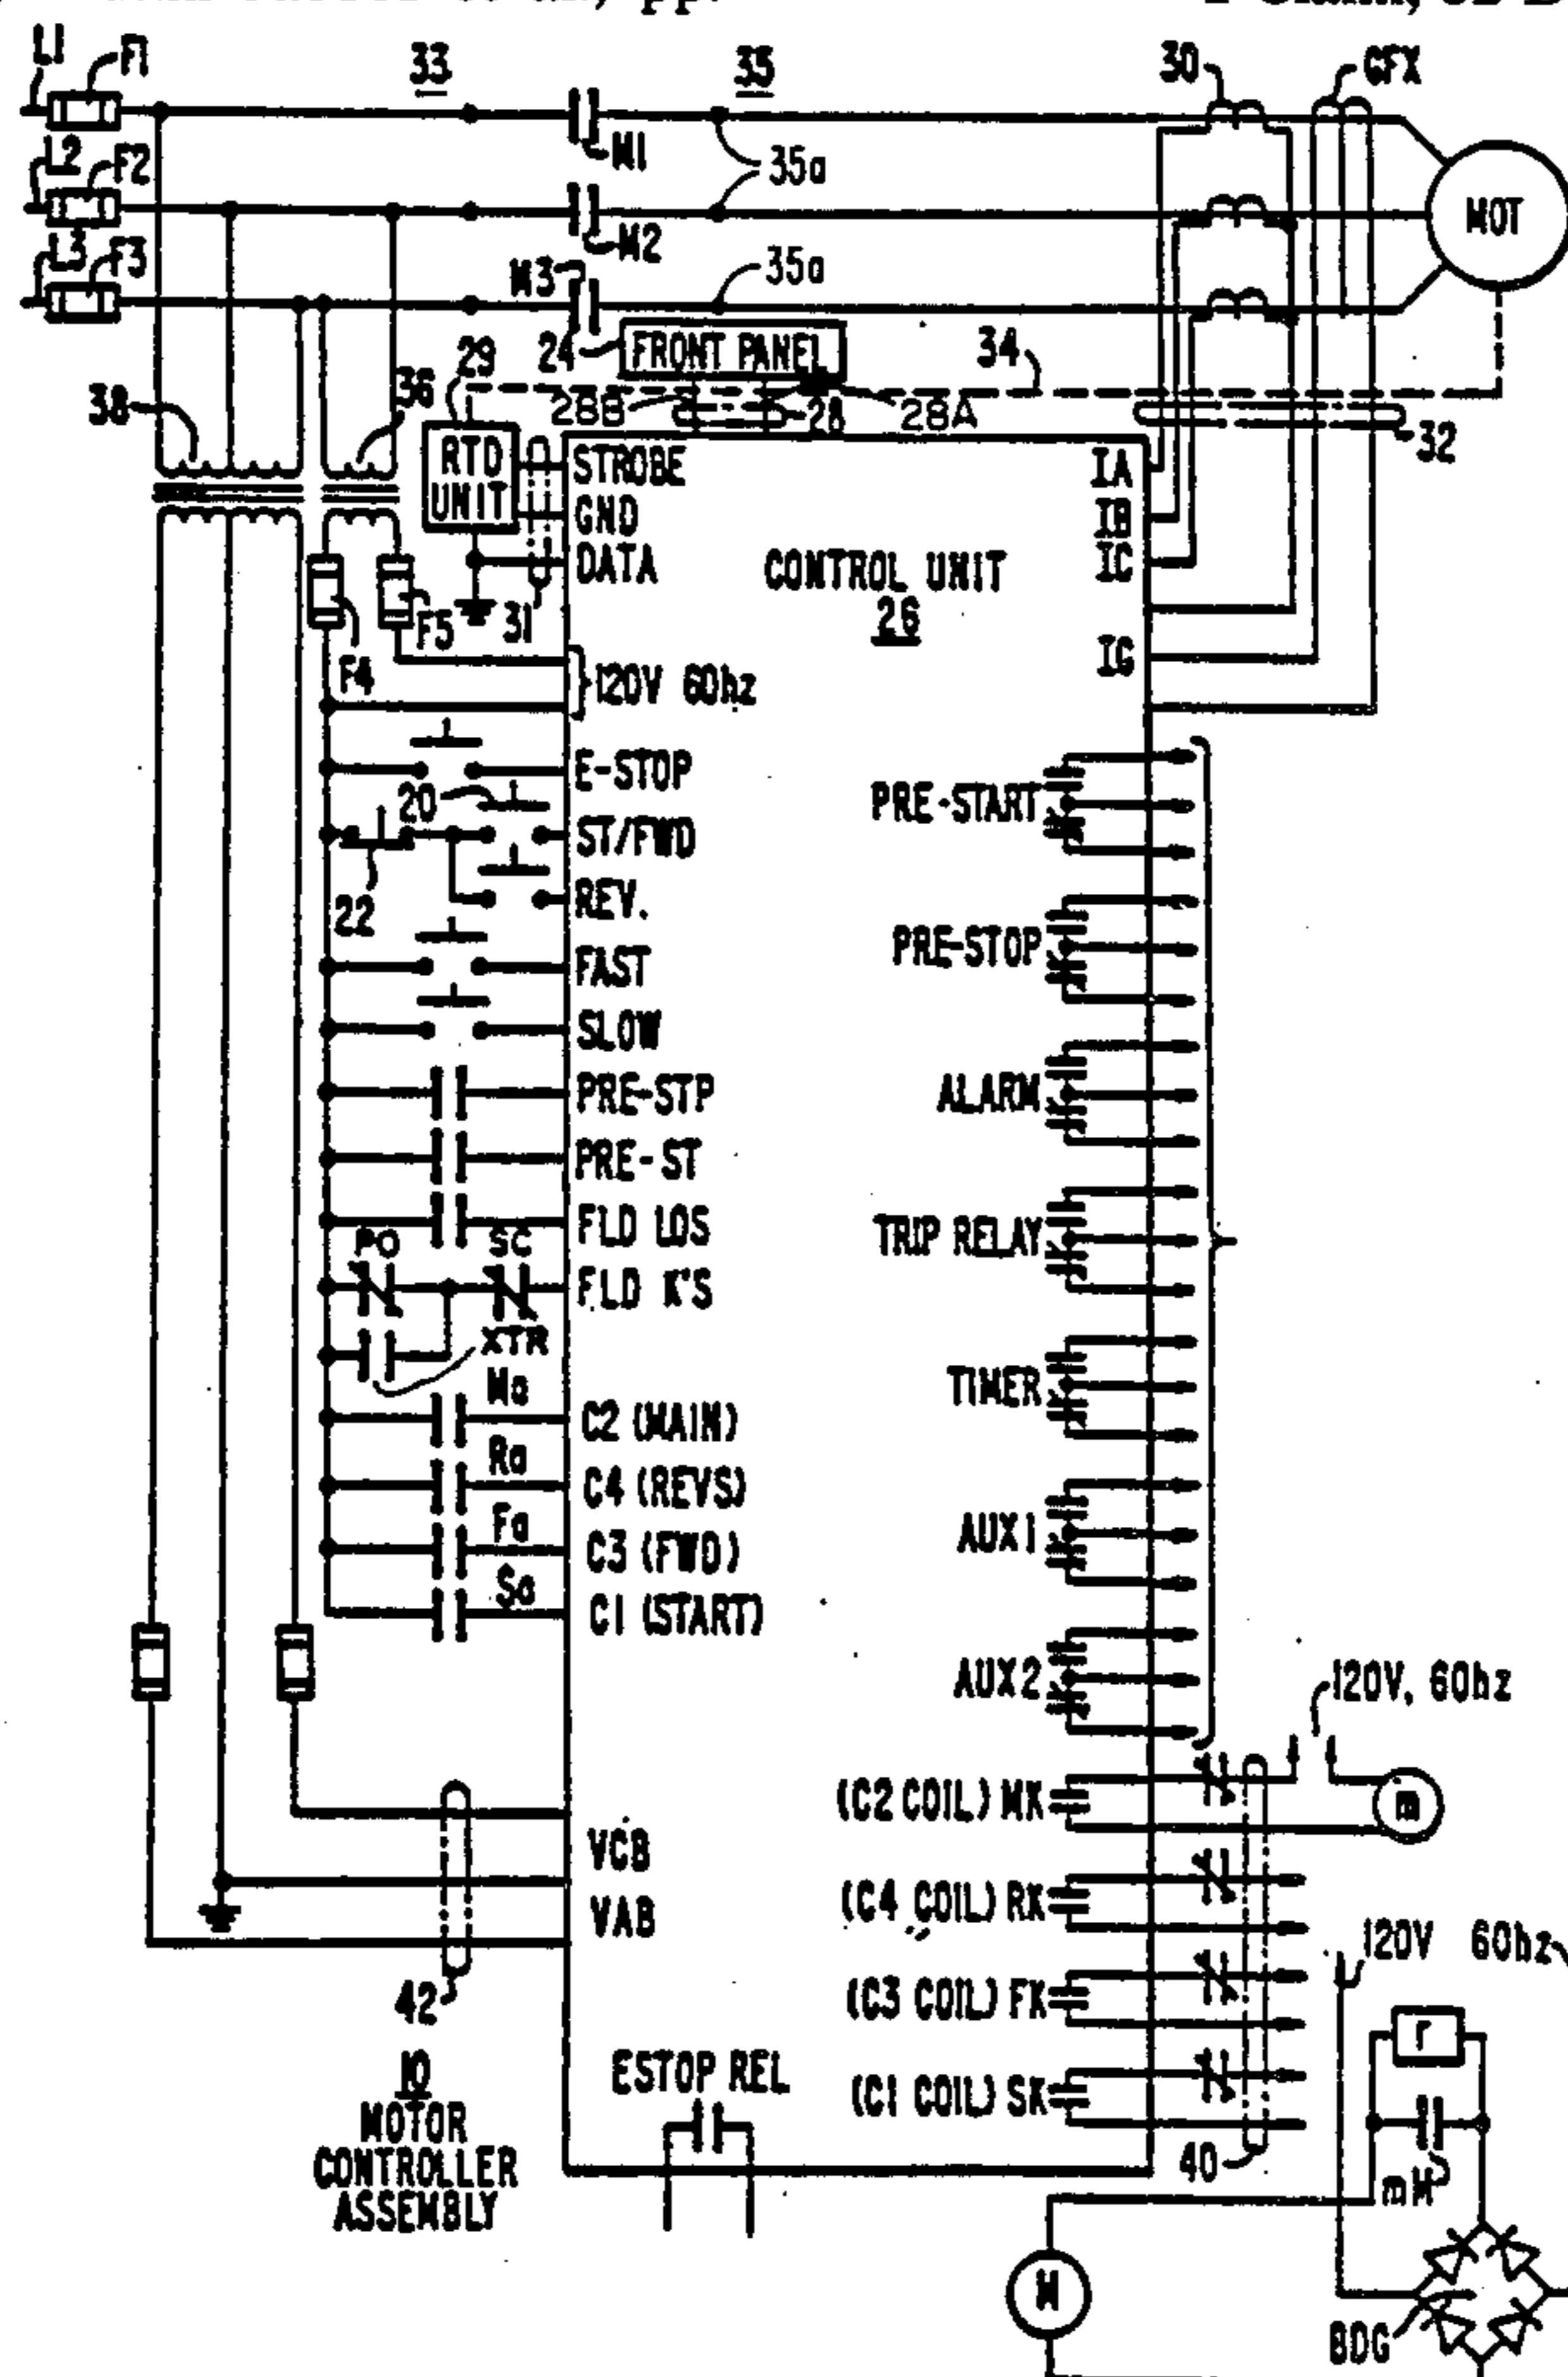 L1 F1 33 35 30 GFX
M1
L2 F2 35a
MOT
M2
L3 F3 M3 35a
24 FRONT PANEL 34
29
38 36 28B 28 28A 32
RTD UNIT STROBE IA
GND IB
DATA CONTROL UNIT IC
26
31
F5
F4 120V 60hz IG
E-STOP
20 PRE-START
ST/FWD
22 REV.
PRE-STOP
FAST
SLOW
PRE-STP ALARM
PRE-ST
FLD LOS TRIP RELAY
PO SC
FLD K'S
XTR
Ma TIMER
C2 (MAIN)
Ra
C4 (REVS)
Fa AUX1
C3 (FWD)
Sa
C1 (START)
AUX2 120V, 60hz
(C2 COIL) MK m
VCB
(C4 COIL) RK
VAB
120V 60hz
42 (C3 COIL) FK
r
10 ESTOP REL
MOTOR (C1 COIL) SK
CONTROLLER 40
ASSEMBLY mM
M
BDG